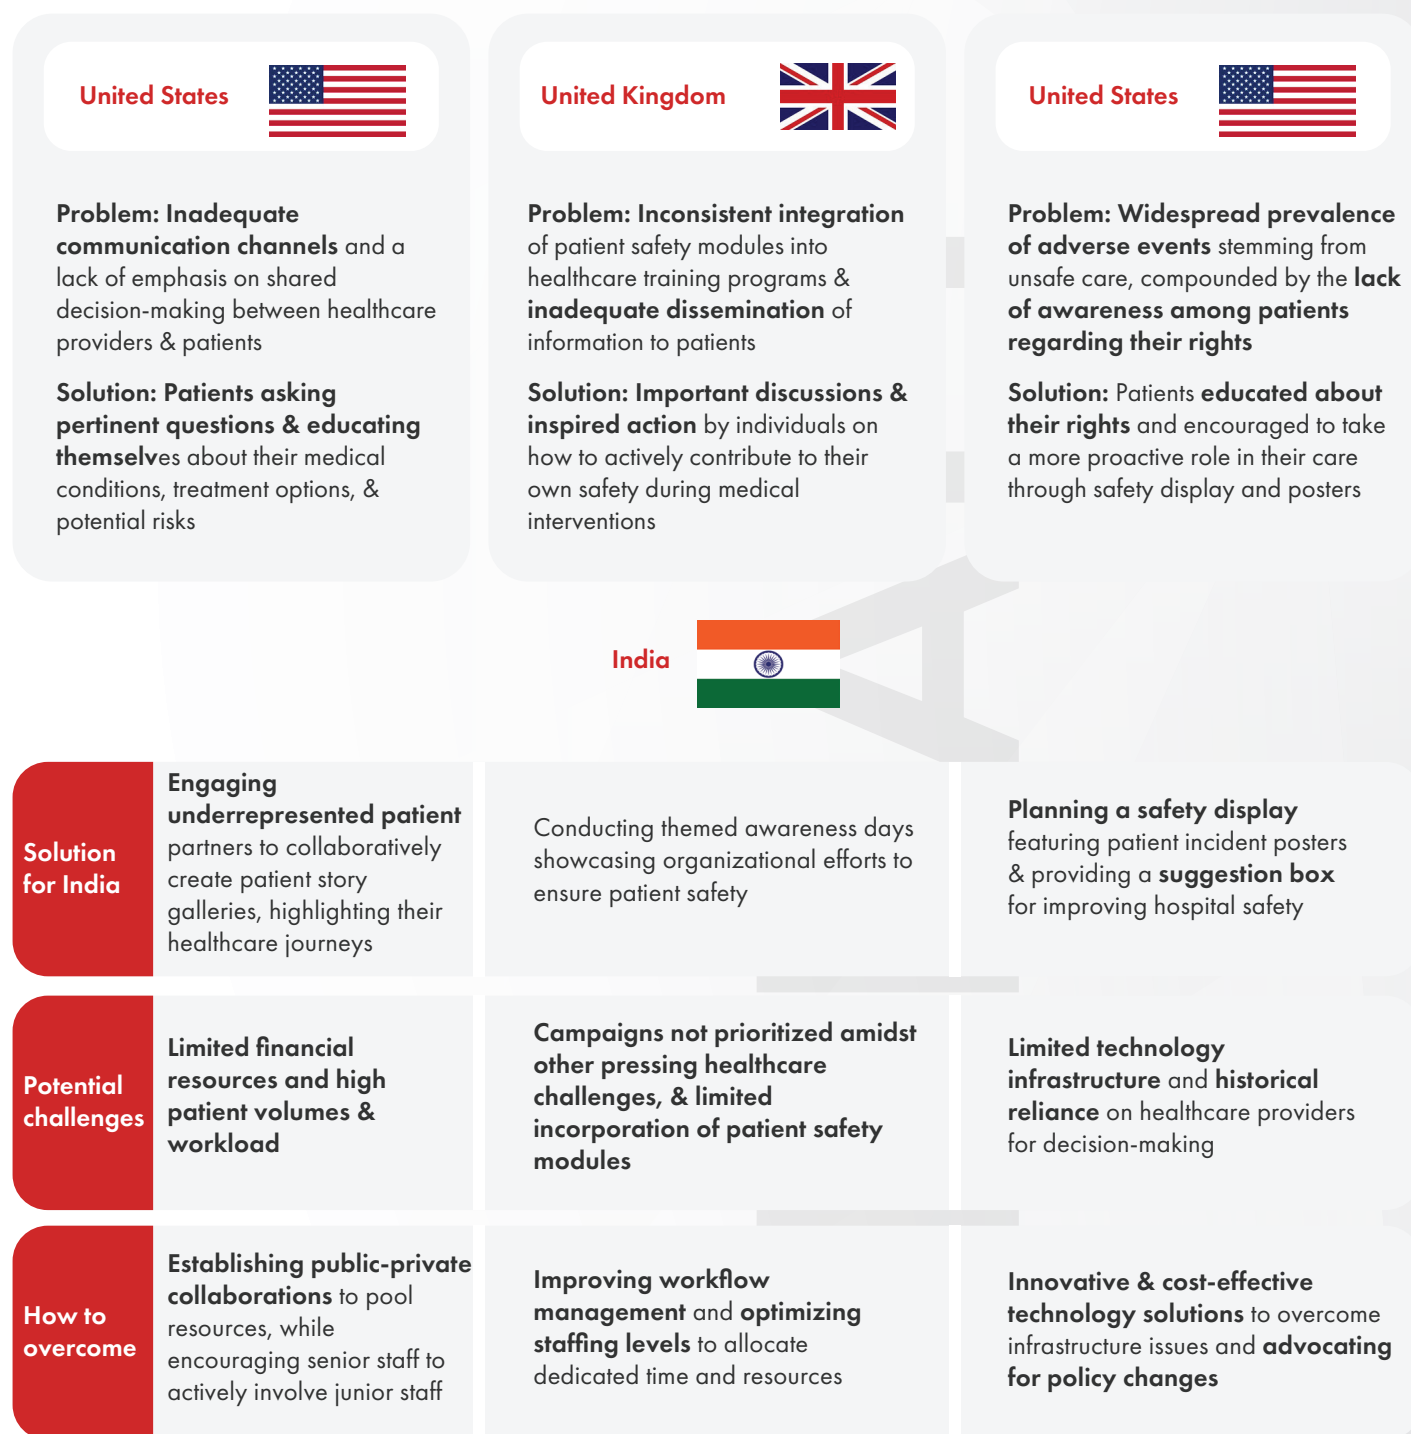 United States
Problem: Inadequate
communication channels and a
lack of emphasis on shared
decision-making between healthcare
providers & patients
Solution: Patients asking
pertinent questions & educating
themselves about their medical
conditions, treatment options, &
potential risks
United Kingdom
Problem: Inconsistent integration
of patient safety modules into
healthcare training programs &
inadequate dissemination of
information to patients
Solution: Important discussions &
inspired action by individuals on
how to actively contribute to their
own safety during medical
interventions
United States
Problem: Widespread prevalence
of adverse events stemming from
unsafe care, compounded by the lack
of awareness among patients
regarding their rights
Solution: Patients educated about
their rights and encouraged to take
a more proactive role in their care
through safety display and posters
India
Solution
for India
Engaging
underrepresented patient
partners to collaboratively
create patient story
galleries, highlighting their
healthcare journeys
Conducting themed awareness days
showcasing organizational efforts to
ensure patient safety
Planning a safety display
featuring patient incident posters
& providing a suggestion box
for improving hospital safety
Potential
challenges
Limited financial
resources and high
patient volumes &
workload
Campaigns not prioritized amidst
other pressing healthcare
challenges, & limited
incorporation of patient safety
modules
Limited technology
infrastructure and historical
reliance on healthcare providers
for decision-making
How to
overcome
Establishing public-private
collaborations to pool
resources, while
encouraging senior staff to
actively involve junior staff
Improving workflow
management and optimizing
staffing levels to allocate
dedicated time and resources
Innovative & cost-effective
technology solutions to overcome
infrastructure issues and advocating
for policy changes